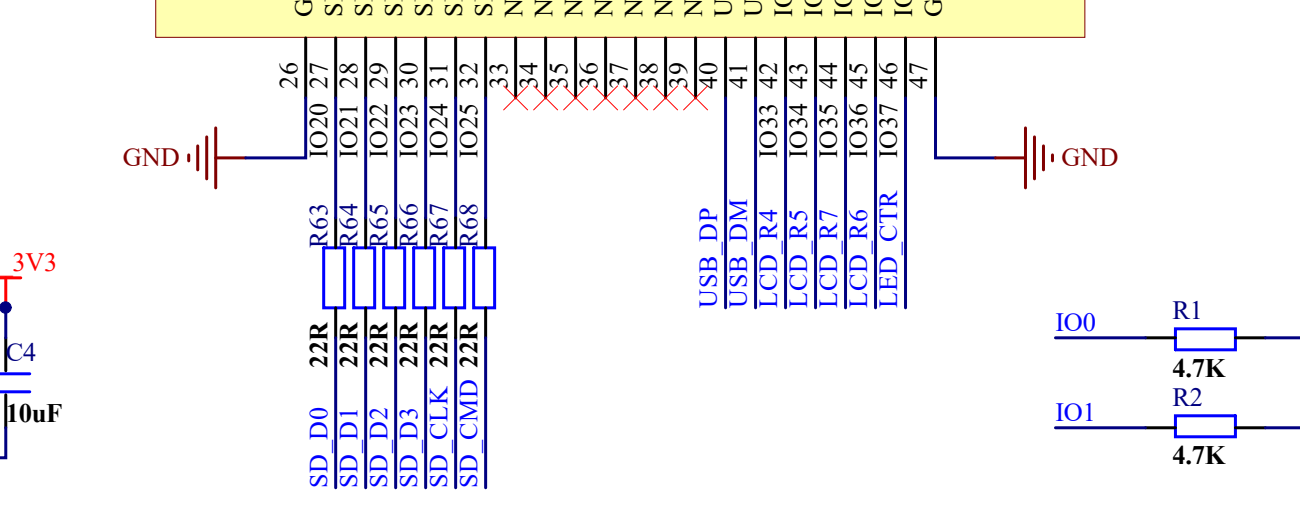 26
27
28
29
30
31
32
33
34
35
36
37
38
39
40
41
42
43
44
45
46
47
IO20
IO21
IO22
IO23
IO24
IO25
IO33
IO34
IO35
IO36
IO37
GND
GND
R63
R64
R65
R66
R67
R68
USB_DP
USB_DM
LCD_R4
LCD_R5
LCD_R7
LCD_R6
LED_CTR
3V3
C4
10uF
22R
22R
22R
22R
22R
22R
SD_D0
SD_D1
SD_D2
SD_D3
SD_CLK
SD_CMD
IO0
R1
4.7K
IO1
R2
4.7K